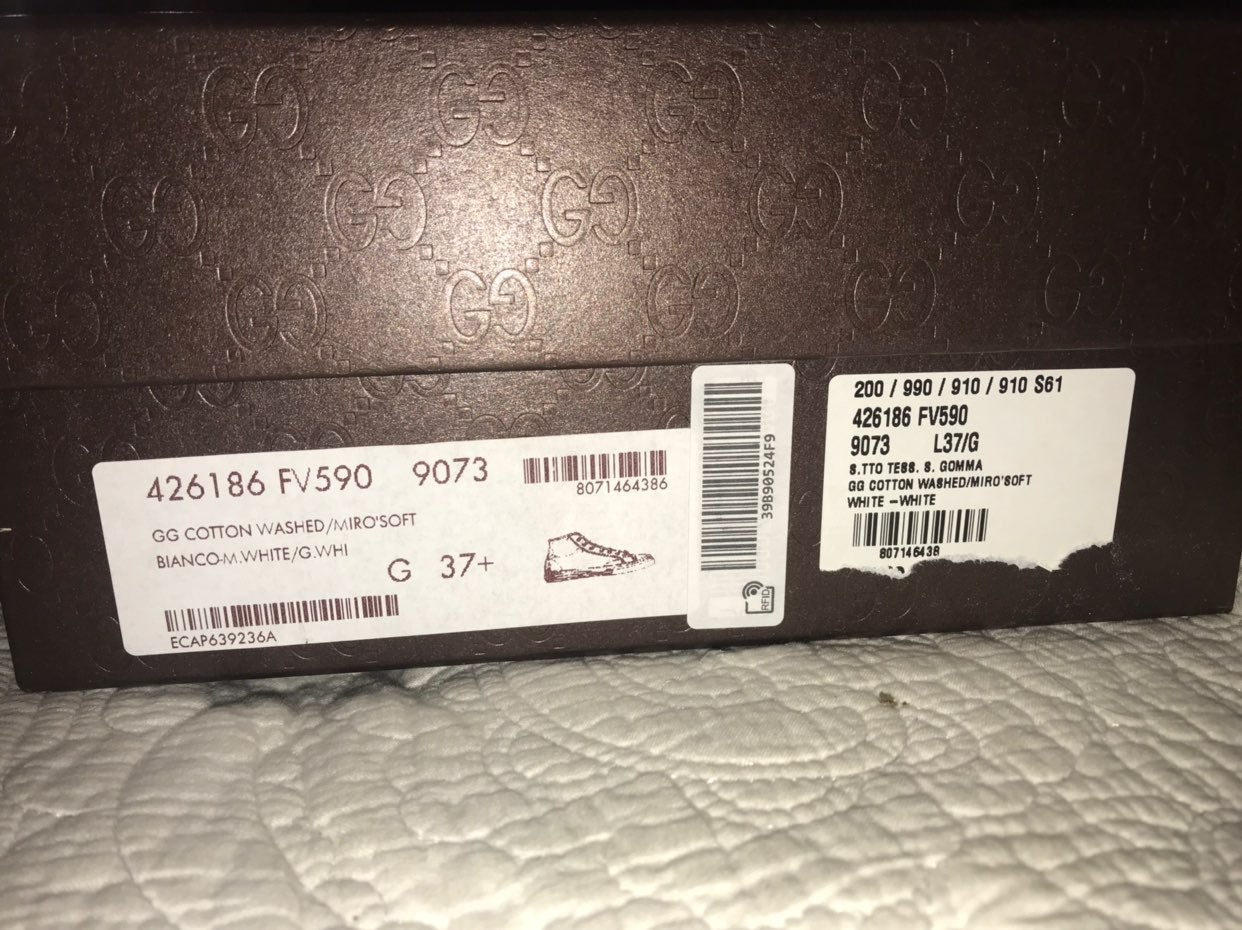 426186 FV590 9073
8071464386
GG COTTON WASHED/MIRO'SOFT
BIANCO-M.WHITE/G.WHI
G 37+
ECAP639236A
39B90524F9
RFID
200 / 990 / 910 / 910 S61
426186 FV590
9073 L37/G
S.TTO TESS. S. GOMMA
GG COTTON WASHED/MIRO'SOFT
WHITE -WHITE
807146438